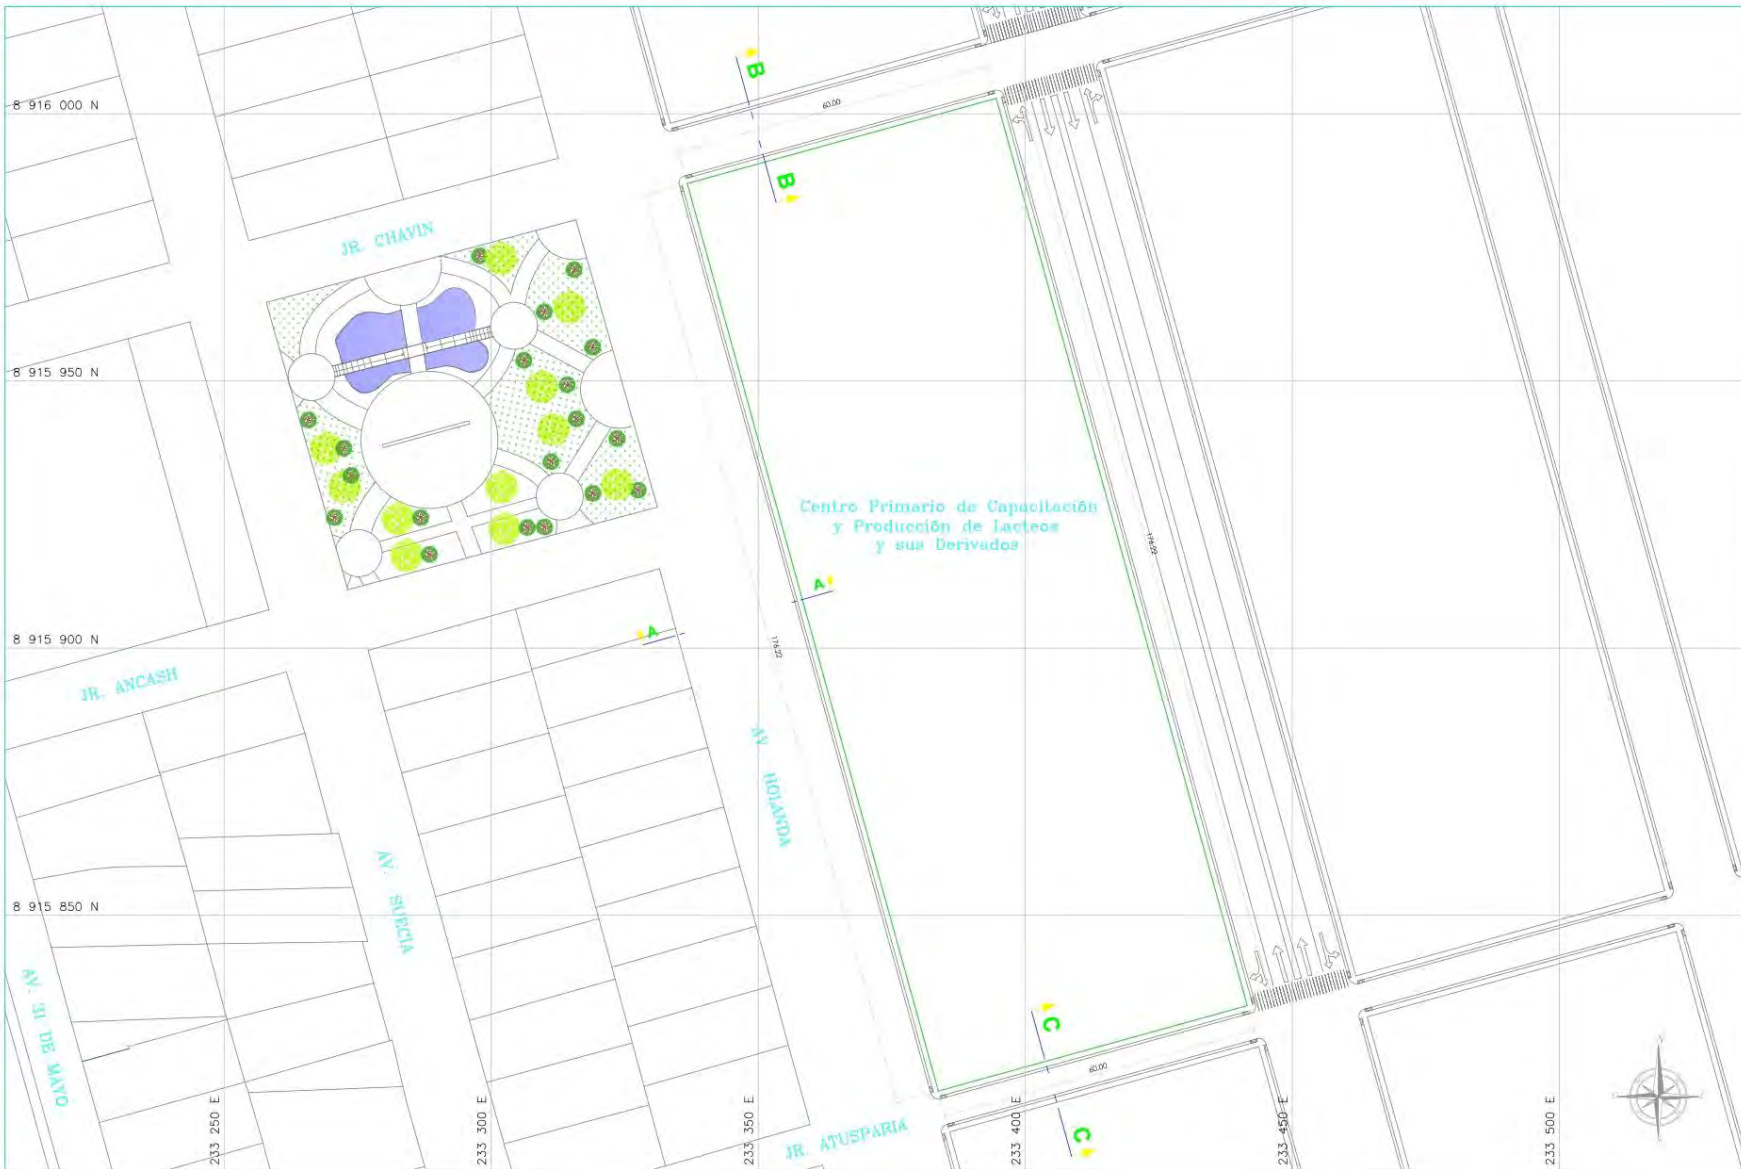 B
60.00
8 916 000 N
B
JR. CHAVIN
8 915 950 N
Centro Primario de Capacitación
y Producción de Lacteos
y sus Derivados
176.22
A
A
8 915 900 N
176.22
JR. ANCASH
AV. HOLANDA
8 915 850 N
AV. SUECIA
AV. 31 DE MAYO
C
60.00
233 250 E
233 300 E
233 350 E
233 400 E
233 450 E
233 500 E
JR. ATUSPARIA
C